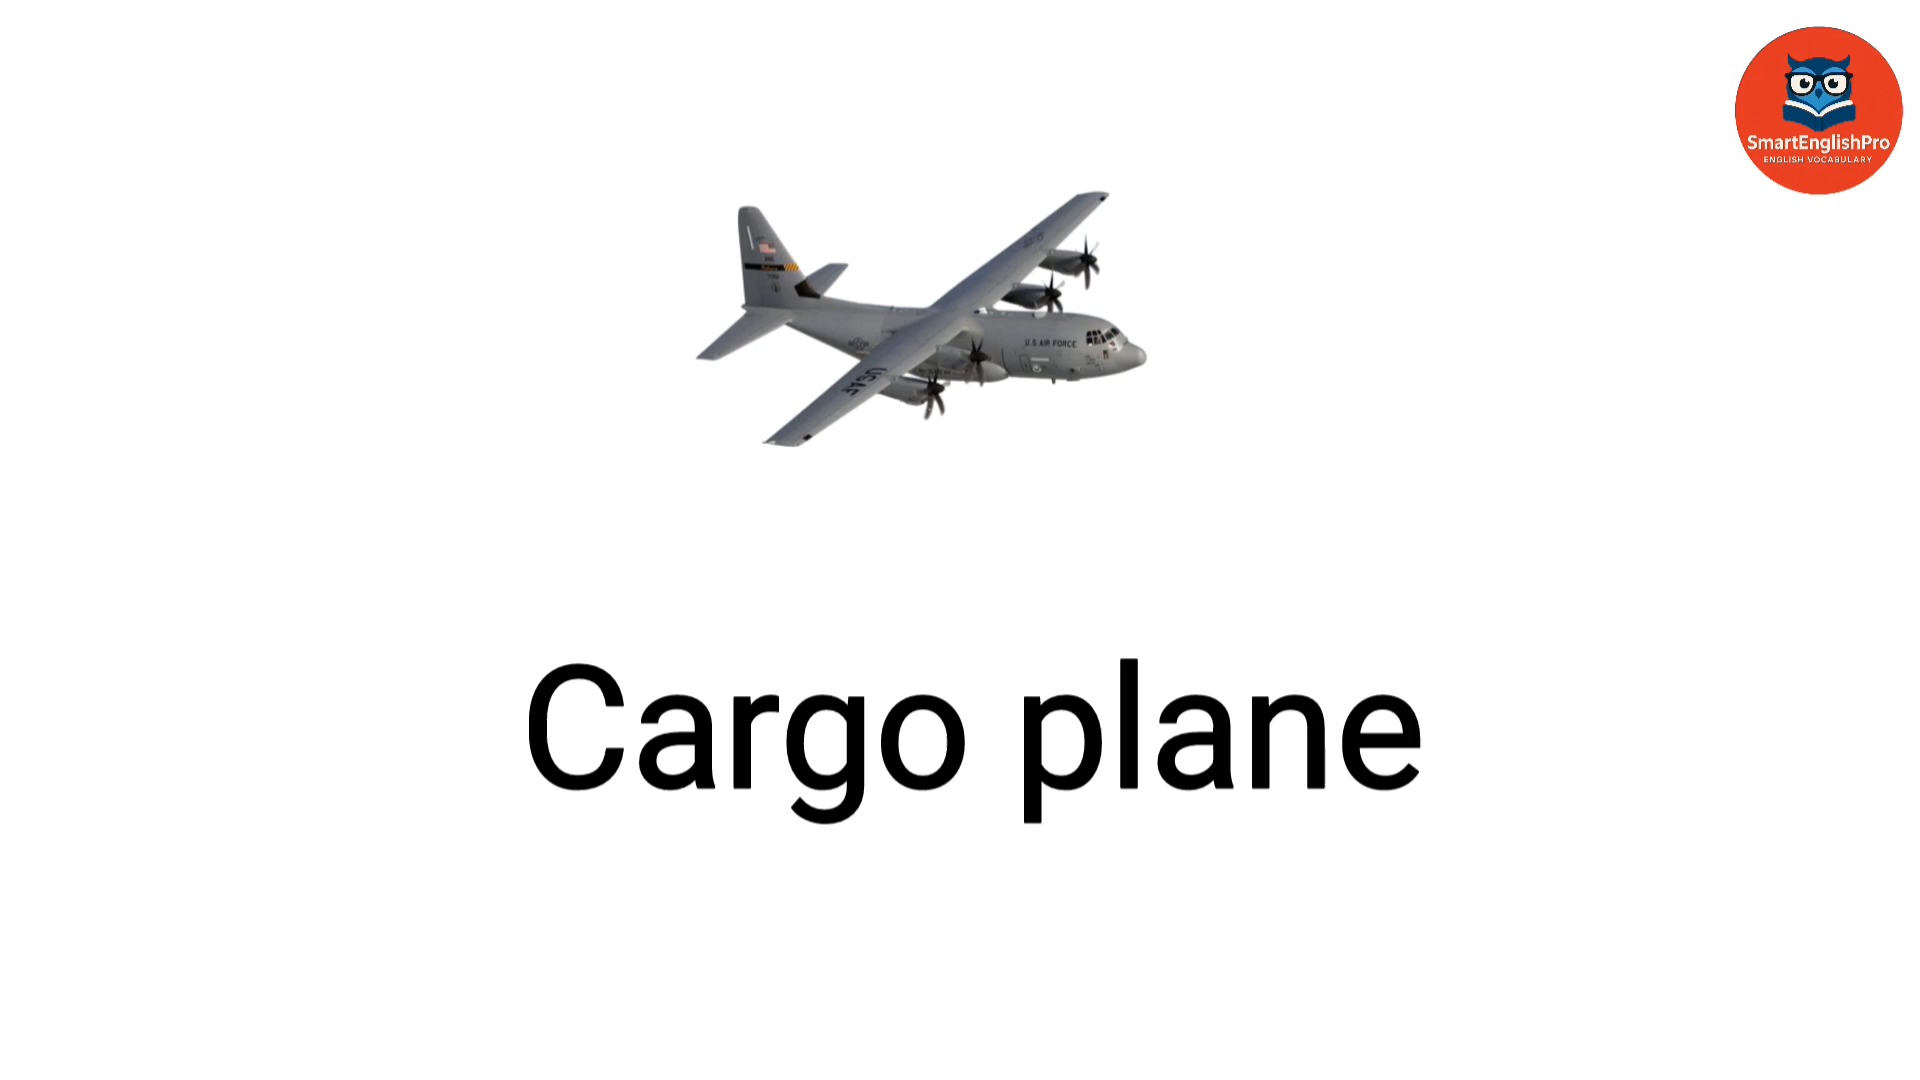 SmartEnglishPro
ENGLISH VOCABULARY
U.S. AIR FORCE
USAF
Cargo plane